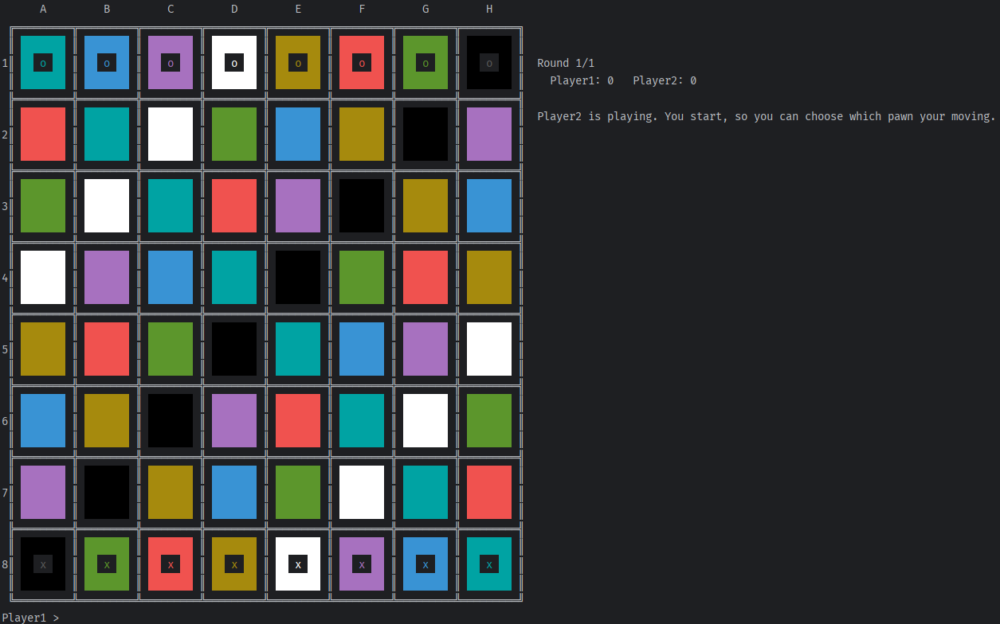 A B C D E F G H
1 o o o o o o o o
Round 1/1
Player1: 0 Player2: 0
2
Player2 is playing. You start, so you can choose which pawn your moving.
3
4
5
6
7
8 x x x x x x x x
Player1 >